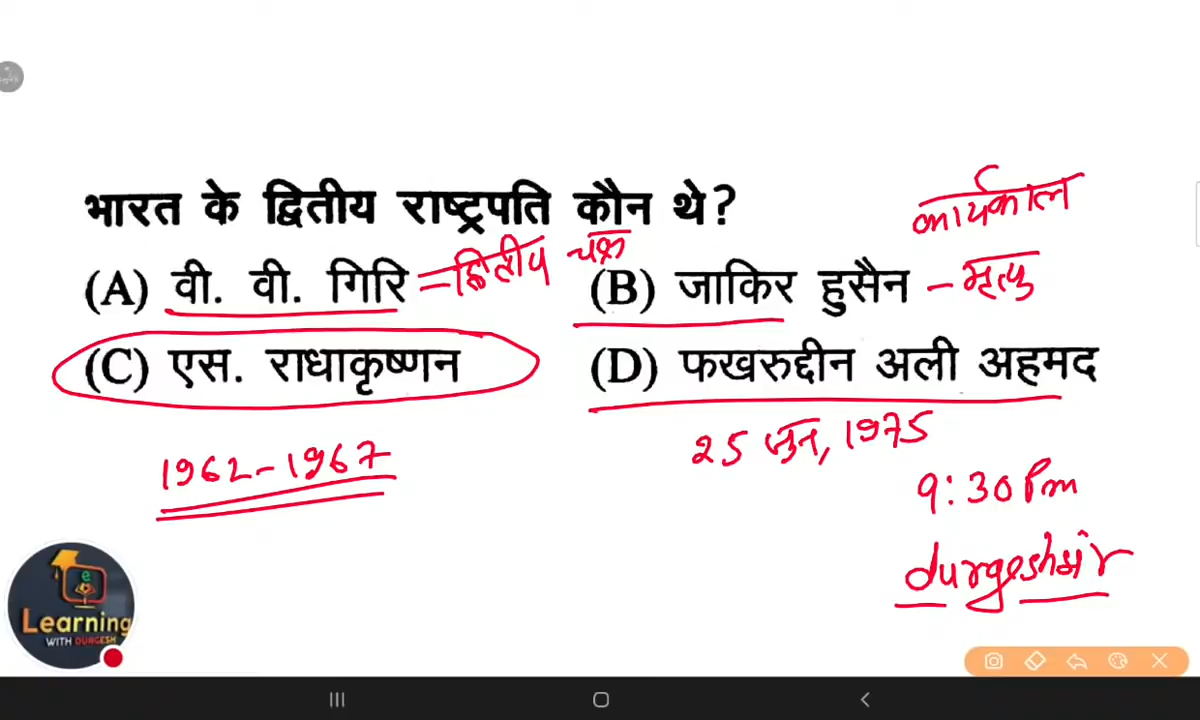 भारत के द्वितीय राष्ट्रपति कौन थे?
कार्यकाल
(A) वी. वी. गिरि = द्वितीय चक्र
(B) जाकिर हुसैन - मृत्यु
(C) एस. राधाकृष्णन
(D) फखरुद्दीन अली अहमद
1962-1967
25 जून, 1975
9:30 Pm
durgeshsir
e
Learning
WITH DURGESH